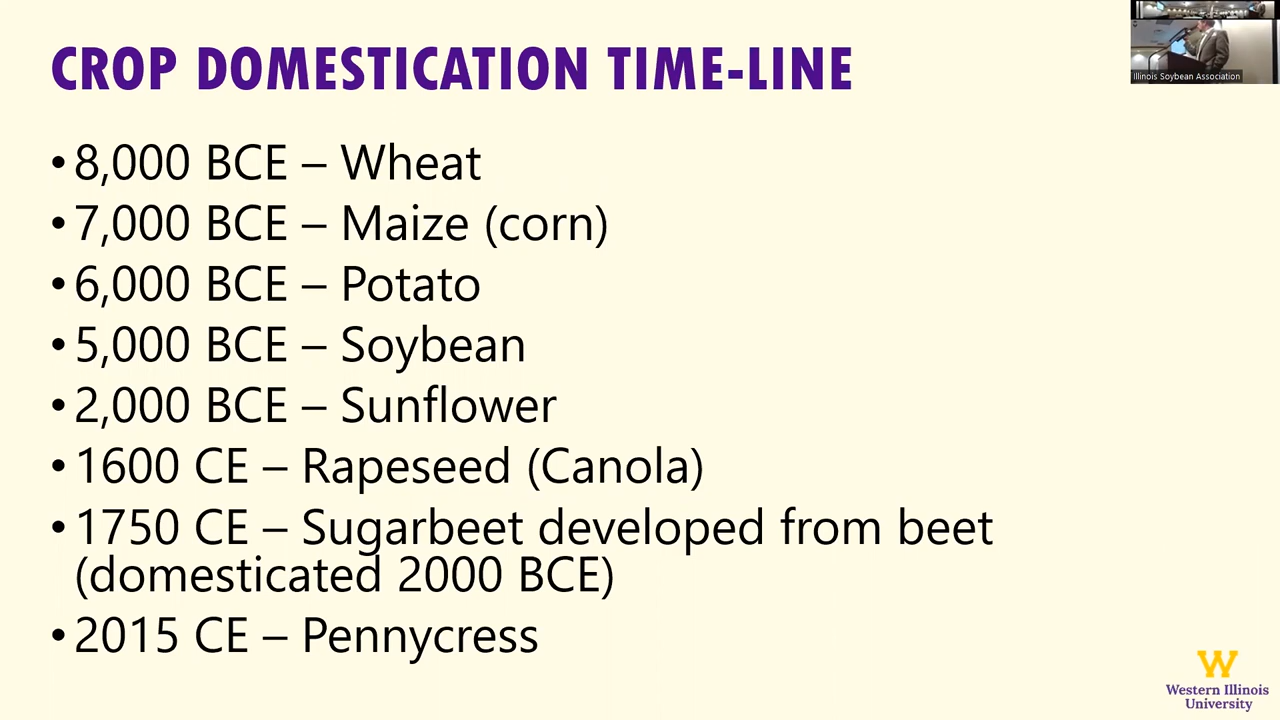 CROP DOMESTICATION TIME-LINE
Illinois Soybean Association
• 8,000 BCE – Wheat
• 7,000 BCE – Maize (corn)
• 6,000 BCE – Potato
• 5,000 BCE – Soybean
• 2,000 BCE – Sunflower
• 1600 CE – Rapeseed (Canola)
• 1750 CE – Sugarbeet developed from beet
(domesticated 2000 BCE)
• 2015 CE – Pennycress
W
Western Illinois
University